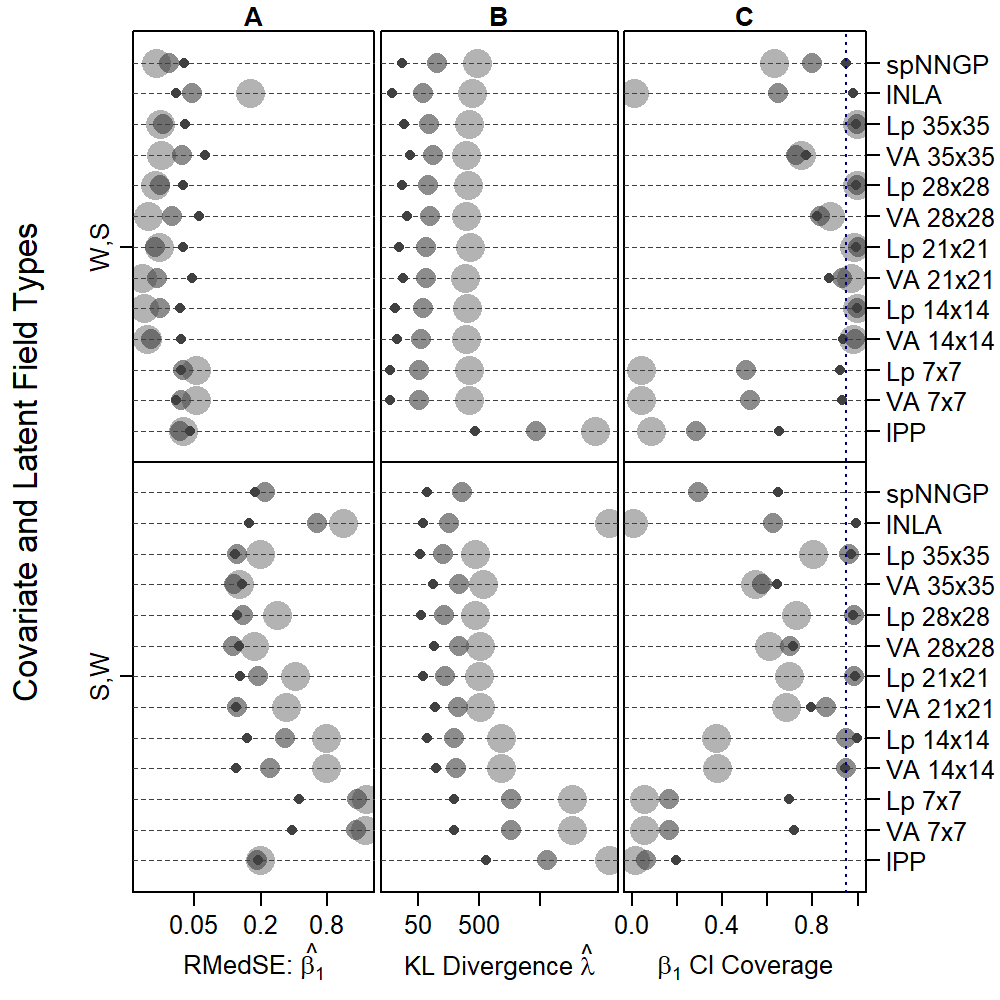 A B C
Covariate and Latent Field Types
W,S
spNNGP
INLA
Lp 35x35
VA 35x35
Lp 28x28
VA 28x28
Lp 21x21
VA 21x21
Lp 14x14
VA 14x14
Lp 7x7
VA 7x7
IPP
S,W
spNNGP
INLA
Lp 35x35
VA 35x35
Lp 28x28
VA 28x28
Lp 21x21
VA 21x21
Lp 14x14
VA 14x14
Lp 7x7
VA 7x7
IPP
0.05 0.2 0.8 50 500 0.0 0.4 0.8
RMedSE: β̂₁ KL Divergence λ̂ β₁ CI Coverage